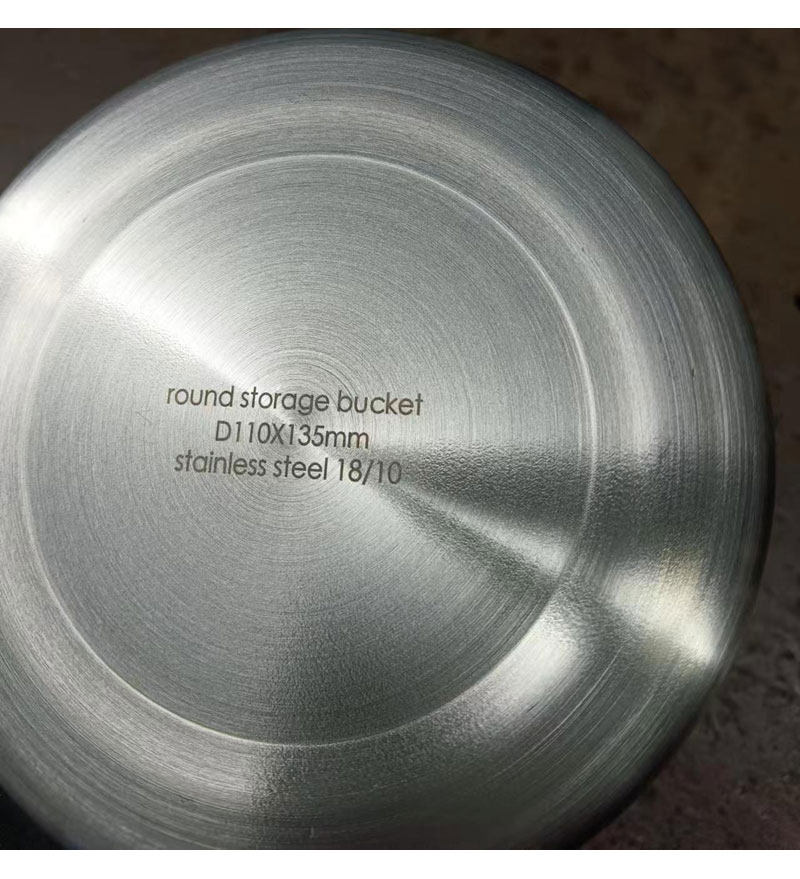 round storage bucket
D110X135mm
stainless steel 18/10